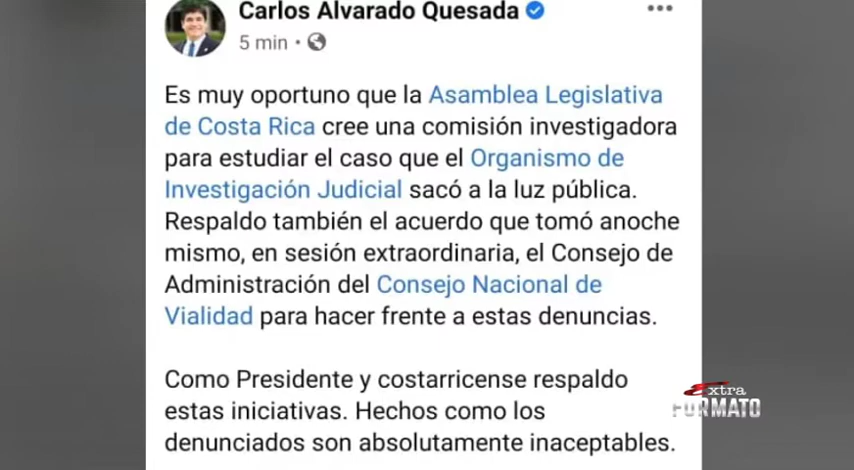 Carlos Alvarado Quesada
5 min
Es muy oportuno que la Asamblea Legislativa
de Costa Rica cree una comisión investigadora
para estudiar el caso que el Organismo de
Investigación Judicial sacó a la luz pública.
Respaldo también el acuerdo que tomó anoche
mismo, en sesión extraordinaria, el Consejo de
Administración del Consejo Nacional de
Vialidad para hacer frente a estas denuncias.
Como Presidente y costarricense respaldo
estas iniciativas. Hechos como los
denunciados son absolutamente inaceptables.
Extra
FORMATO